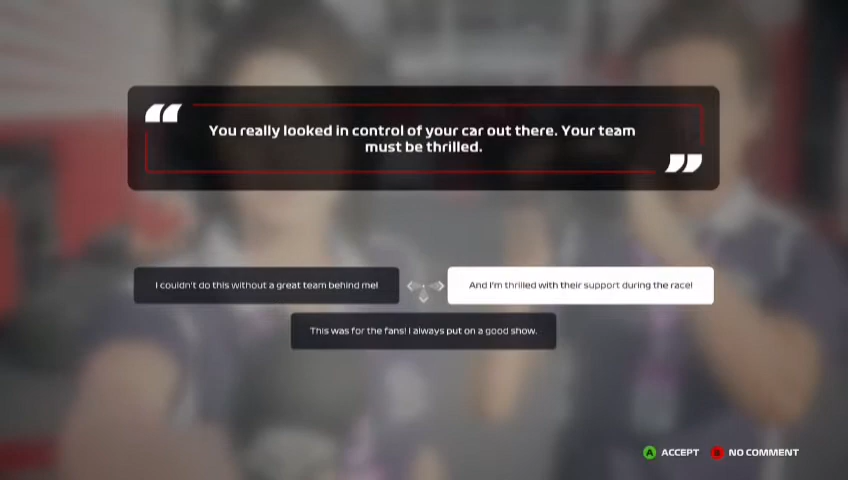 You really looked in control of your car out there. Your team
must be thrilled.
I couldn't do this without a great team behind me!
And I'm thrilled with their support during the race!
This was for the fans! I always put on a good show.
A ACCEPT B NO COMMENT